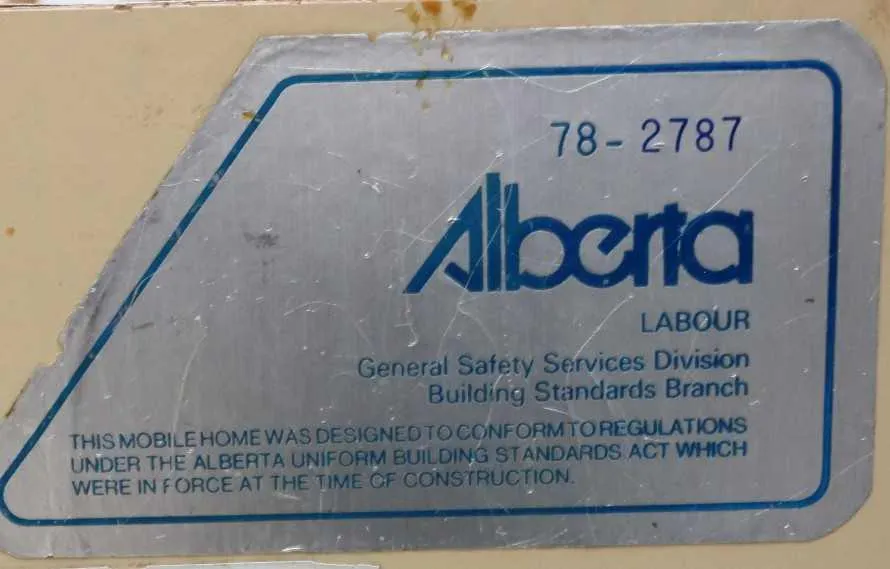 78-2787
Alberta
LABOUR
General Safety Services Division
Building Standards Branch
THIS MOBILE HOME WAS DESIGNED TO CONFORM TO REGULATIONS
UNDER THE ALBERTA UNIFORM BUILDING STANDARDS ACT WHICH
WERE IN FORCE AT THE TIME OF CONSTRUCTION.